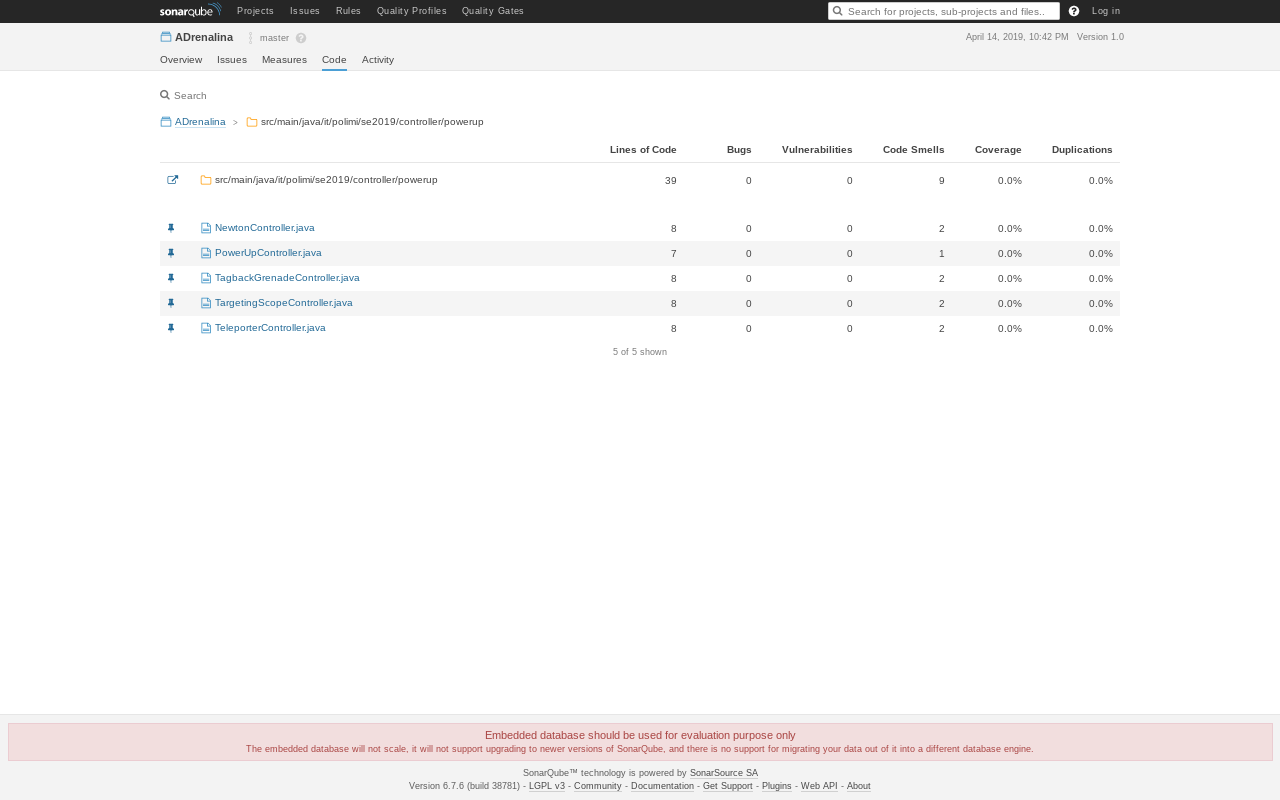 sonarqube Projects Issues Rules Quality Profiles Quality Gates Search for projects, sub-projects and files.. Log in
ADrenalina master April 14, 2019, 10:42 PM Version 1.0
Overview Issues Measures Code Activity
Search
ADrenalina > src/main/java/it/polimi/se2019/controller/powerup
Lines of Code Bugs Vulnerabilities Code Smells Coverage Duplications
src/main/java/it/polimi/se2019/controller/powerup 39 0 0 9 0.0% 0.0%
NewtonController.java 8 0 0 2 0.0% 0.0%
PowerUpController.java 7 0 0 1 0.0% 0.0%
TagbackGrenadeController.java 8 0 0 2 0.0% 0.0%
TargetingScopeController.java 8 0 0 2 0.0% 0.0%
TeleporterController.java 8 0 0 2 0.0% 0.0%
5 of 5 shown
Embedded database should be used for evaluation purpose only
The embedded database will not scale, it will not support upgrading to newer versions of SonarQube, and there is no support for migrating your data out of it into a different database engine.
SonarQube™ technology is powered by SonarSource SA
Version 6.7.6 (build 38781) - LGPL v3 - Community - Documentation - Get Support - Plugins - Web API - About